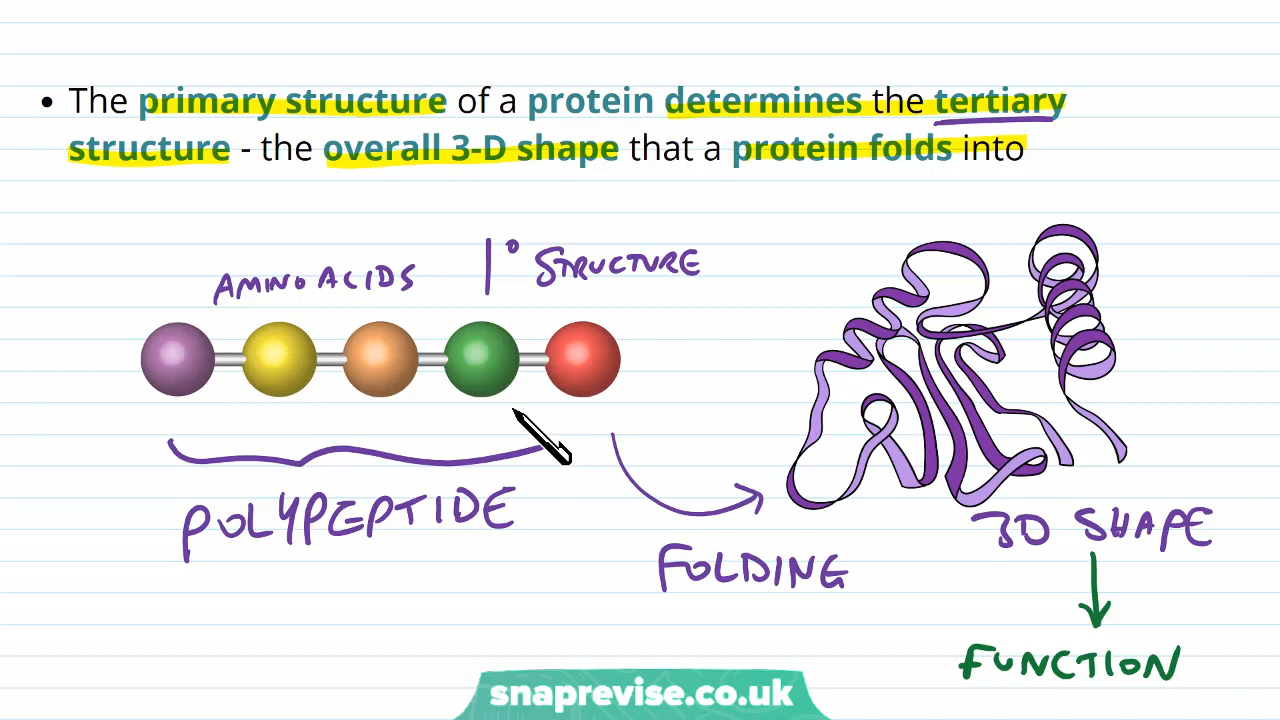 • The primary structure of a protein determines the tertiary
structure - the overall 3-D shape that a protein folds into
AMINO ACIDS
1° STRUCTURE
POLYPEPTIDE
FOLDING
3D SHAPE
FUNCTION
snaprevise.co.uk